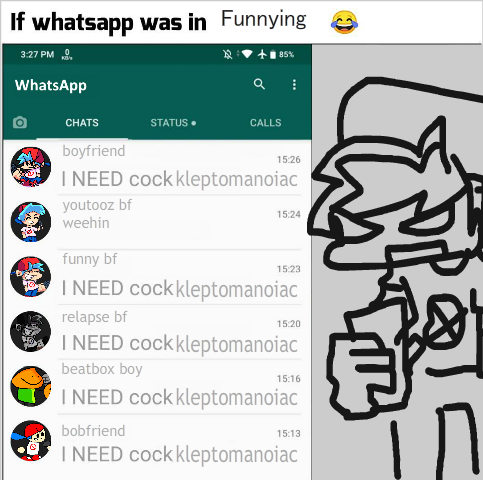 If whatsapp was in Funnying 😂
3:27 PM 0 KB/s 85%
WhatsApp
CHATS STATUS • CALLS
boyfriend
15:26
I NEED cock kleptomanoiac
youtooz bf
15:24
weehin
funny bf
15:23
I NEED cock kleptomanoiac
relapse bf
15:20
I NEED cock kleptomanoiac
beatbox boy
15:16
I NEED cock kleptomanoiac
bobfriend
15:13
I NEED cock kleptomanoiac